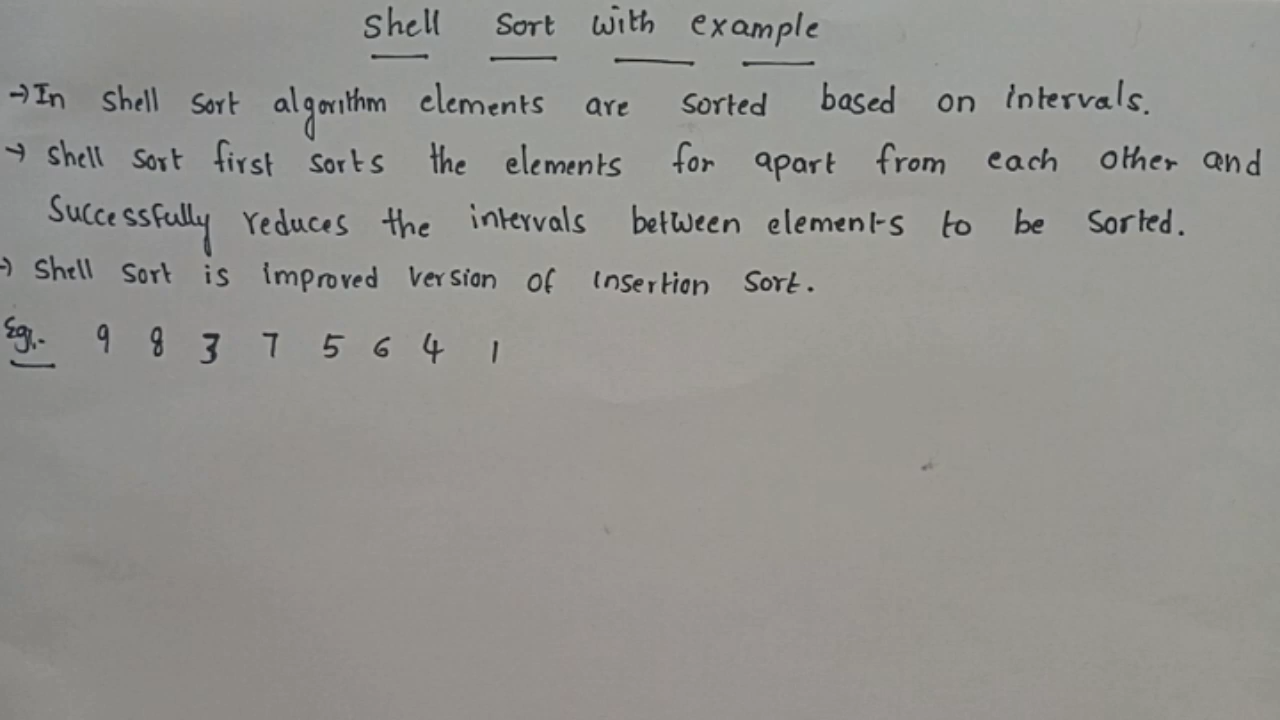 Shell Sort with example
→ In shell sort algorithm elements are sorted based on intervals.
→ shell sort first sorts the elements for apart from each other and
Successfully reduces the intervals between elements to be sorted.
→ shell sort is improved version of Insertion sort.
Eg:- 9 8 3 7 5 6 4 1